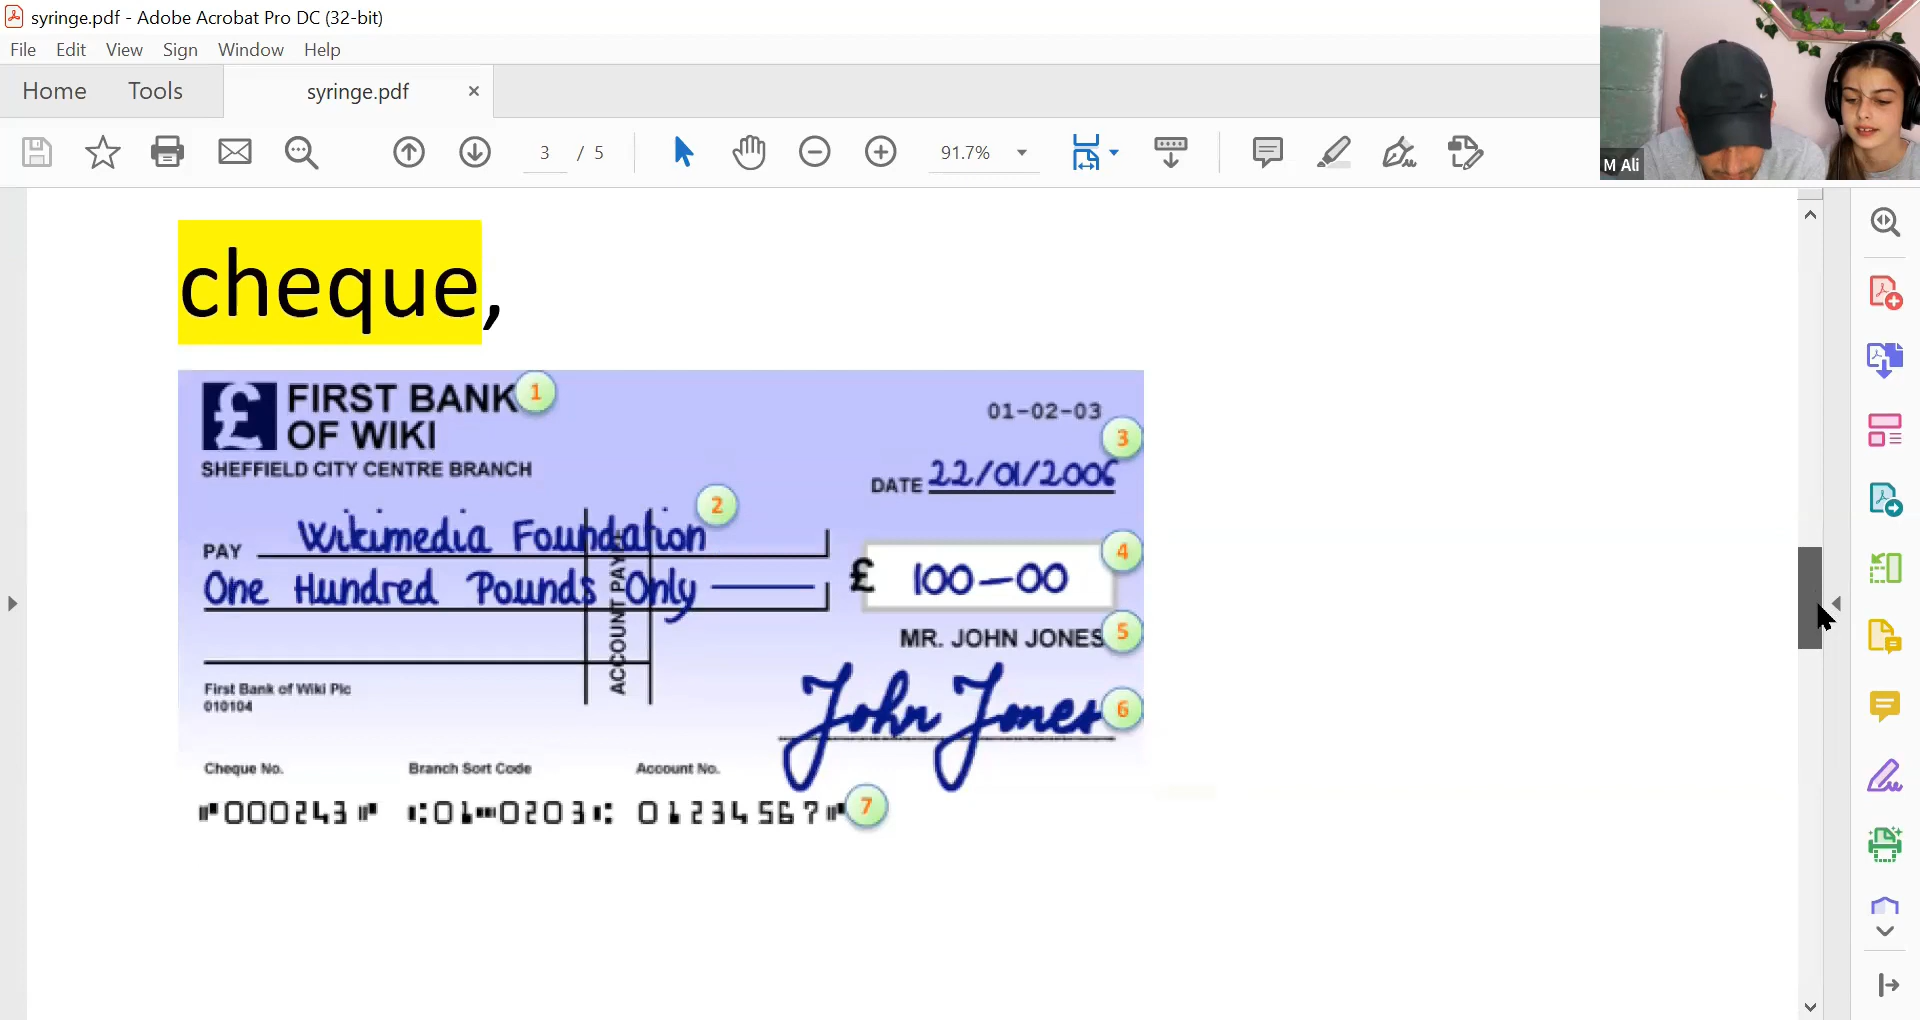 syringe.pdf - Adobe Acrobat Pro DC (32-bit)
File Edit View Sign Window Help
Home Tools syringe.pdf ×
3 / 5 91.7%
M Ali
cheque,
£ FIRST BANK 1
OF WIKI
SHEFFIELD CITY CENTRE BRANCH
01-02-03
3
DATE 22/01/2006
2
PAY Wikimedia Foundation
One Hundred Pounds Only
4
£ 100-00
ACCOUNT PAYEE
MR. JOHN JONES 5
John Jones 6
First Bank of Wiki Plc
010104
Cheque No. Branch Sort Code Account No.
⑈000243⑈ ⑆01⑉0203⑆ 01234567⑈ 7